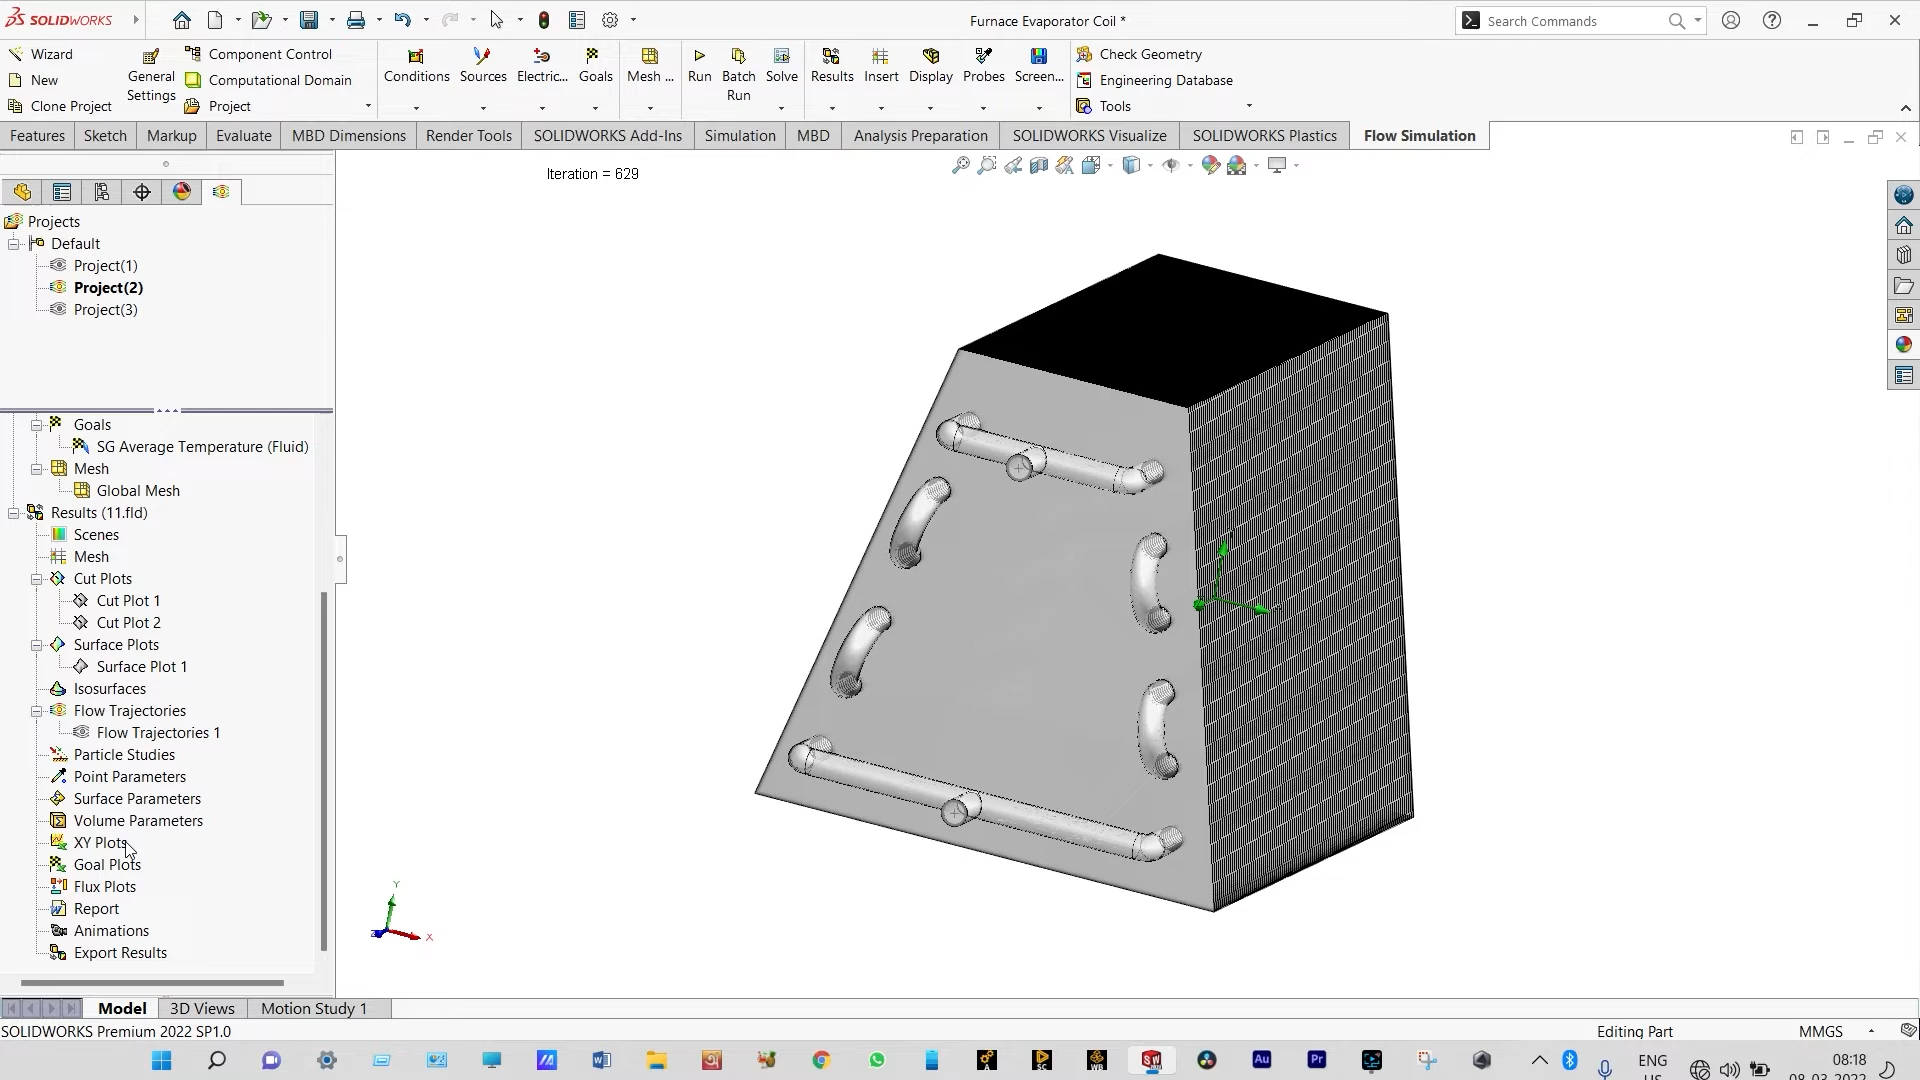 SOLIDWORKS
Furnace Evaporator Coil *
Search Commands
Wizard
New
Clone Project
General
Settings
Component Control
Computational Domain
Project
Conditions
Sources
Electric...
Goals
Mesh ...
Run
Batch
Run
Solve
Results
Insert
Display
Probes
Screen...
Check Geometry
Engineering Database
Tools
Features
Sketch
Markup
Evaluate
MBD Dimensions
Render Tools
SOLIDWORKS Add-Ins
Simulation
MBD
Analysis Preparation
SOLIDWORKS Visualize
SOLIDWORKS Plastics
Flow Simulation
Iteration = 629
Projects
Default
Project(1)
Project(2)
Project(3)
Goals
SG Average Temperature (Fluid)
Mesh
Global Mesh
Results (11.fld)
Scenes
Mesh
Cut Plots
Cut Plot 1
Cut Plot 2
Surface Plots
Surface Plot 1
Isosurfaces
Flow Trajectories
Flow Trajectories 1
Particle Studies
Point Parameters
Surface Parameters
Volume Parameters
XY Plots
Goal Plots
Flux Plots
Report
Animations
Export Results
Y
X
Model
3D Views
Motion Study 1
SOLIDWORKS Premium 2022 SP1.0
Editing Part
MMGS
ENG
08:18